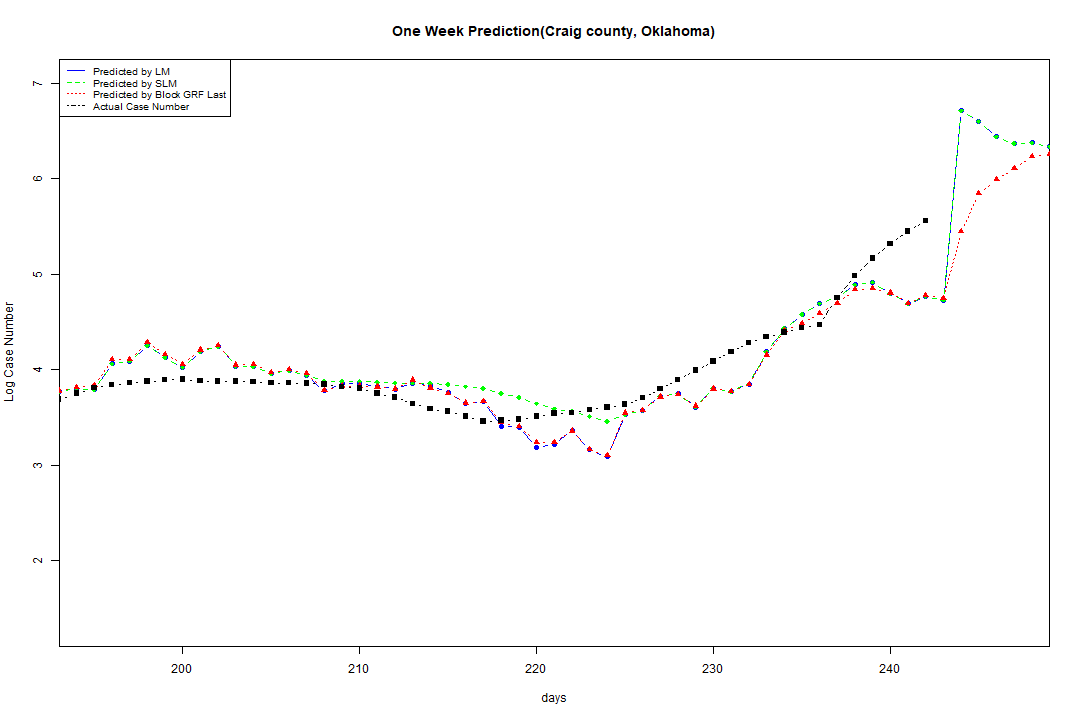 One Week Prediction(Craig county, Oklahoma)
Predicted by LM
Predicted by SLM
Predicted by Block GRF Last
Actual Case Number
7
6
5
4
3
2
Log Case Number
200 210 220 230 240
days